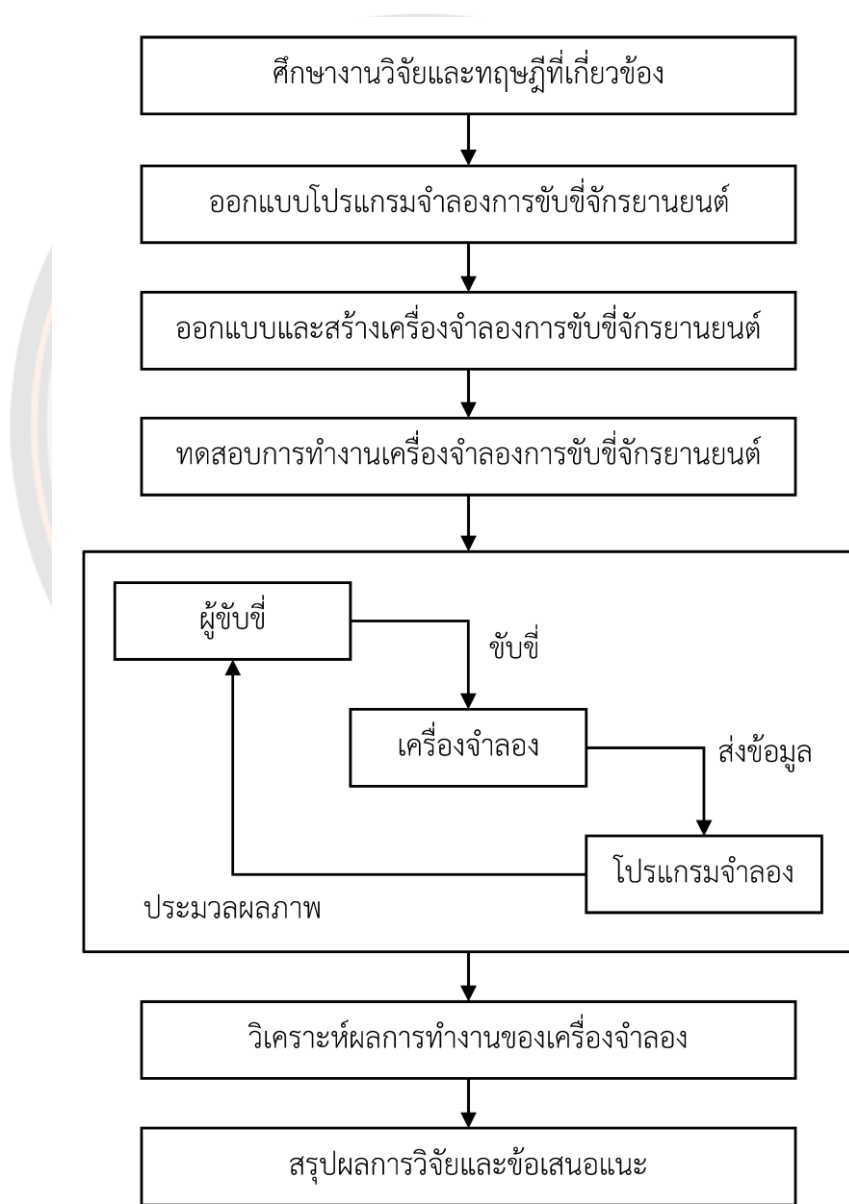 ศึกษางานวิจัยและทฤษฎีที่เกี่ยวข้อง
ออกแบบโปรแกรมจำลองการขับขี่จักรยานยนต์
ออกแบบและสร้างเครื่องจำลองการขับขี่จักรยานยนต์
ทดสอบการทำงานเครื่องจำลองการขับขี่จักรยานยนต์
ผู้ขับขี่
ขับขี่
เครื่องจำลอง
ส่งข้อมูล
โปรแกรมจำลอง
ประมวลผลภาพ
วิเคราะห์ผลการทำงานของเครื่องจำลอง
สรุปผลการวิจัยและข้อเสนอแนะ